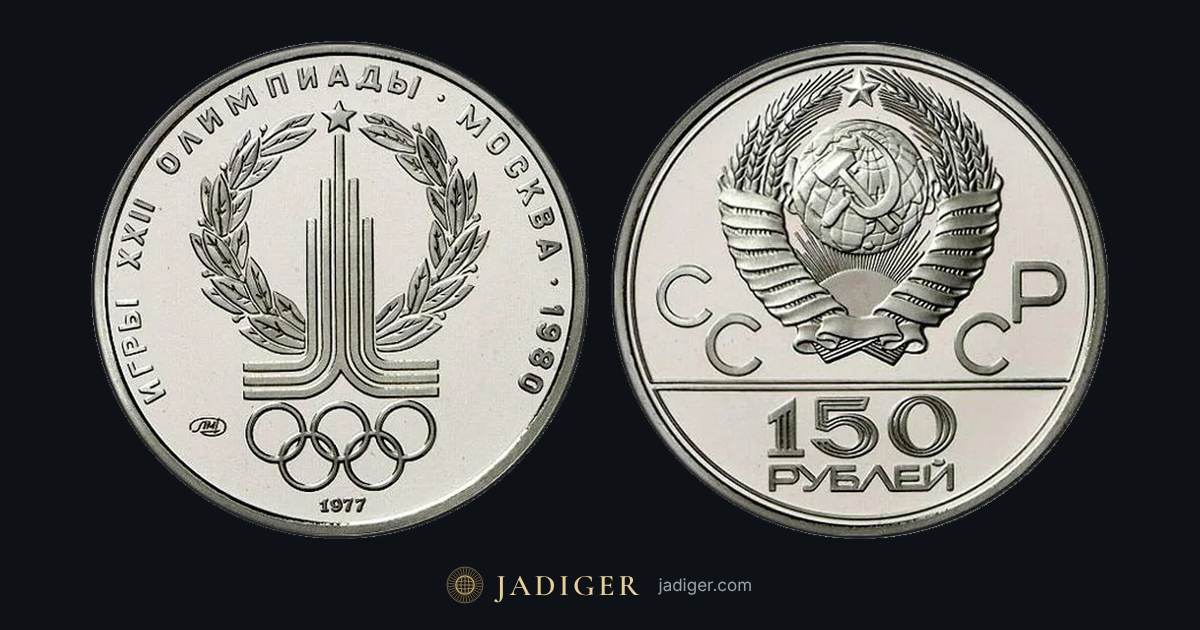 ИГРЫ XXII ОЛИМПИАДЫ · МОСКВА · 1980
ЛМД
1977
СССР
150
РУБЛЕЙ
JADIGER jadiger.com